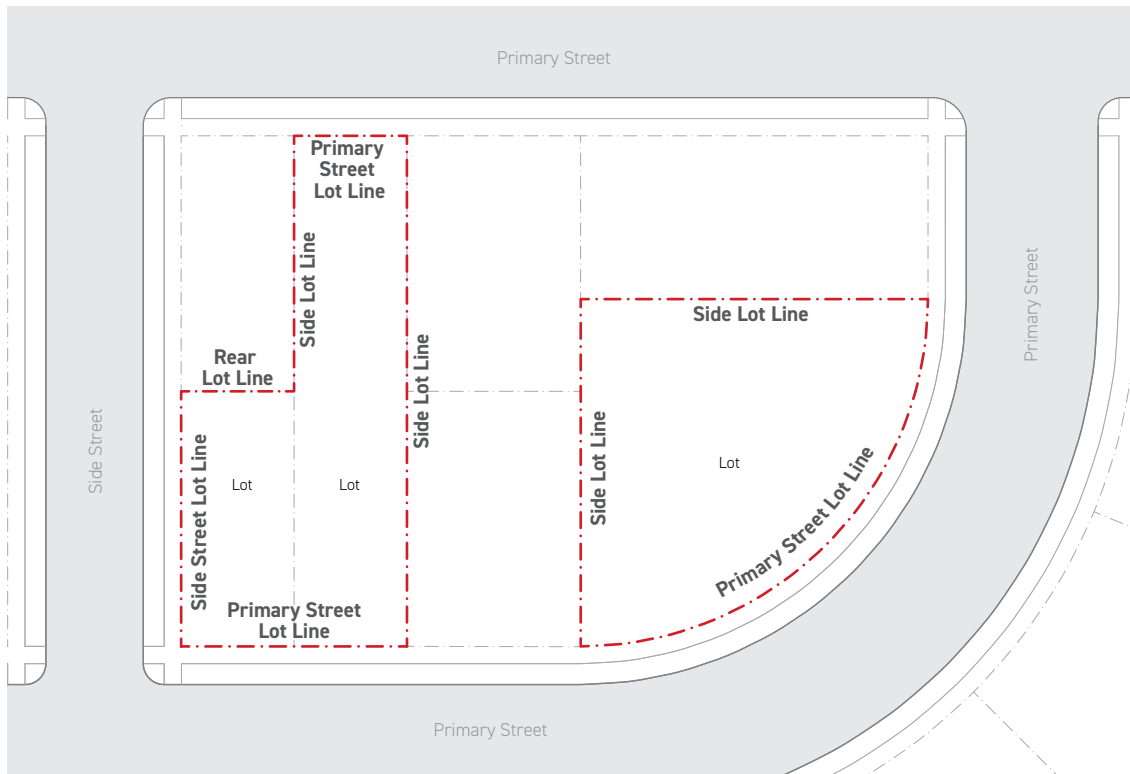 Primary Street
Primary
Street
Lot Line
Side Lot Line
Primary Street
Side Lot Line
Rear
Lot Line
Side Lot Line
Side Street
Side Street Lot Line
Lot
Lot
Side Lot Line
Lot
Primary Street Lot Line
Primary Street
Lot Line
Primary Street